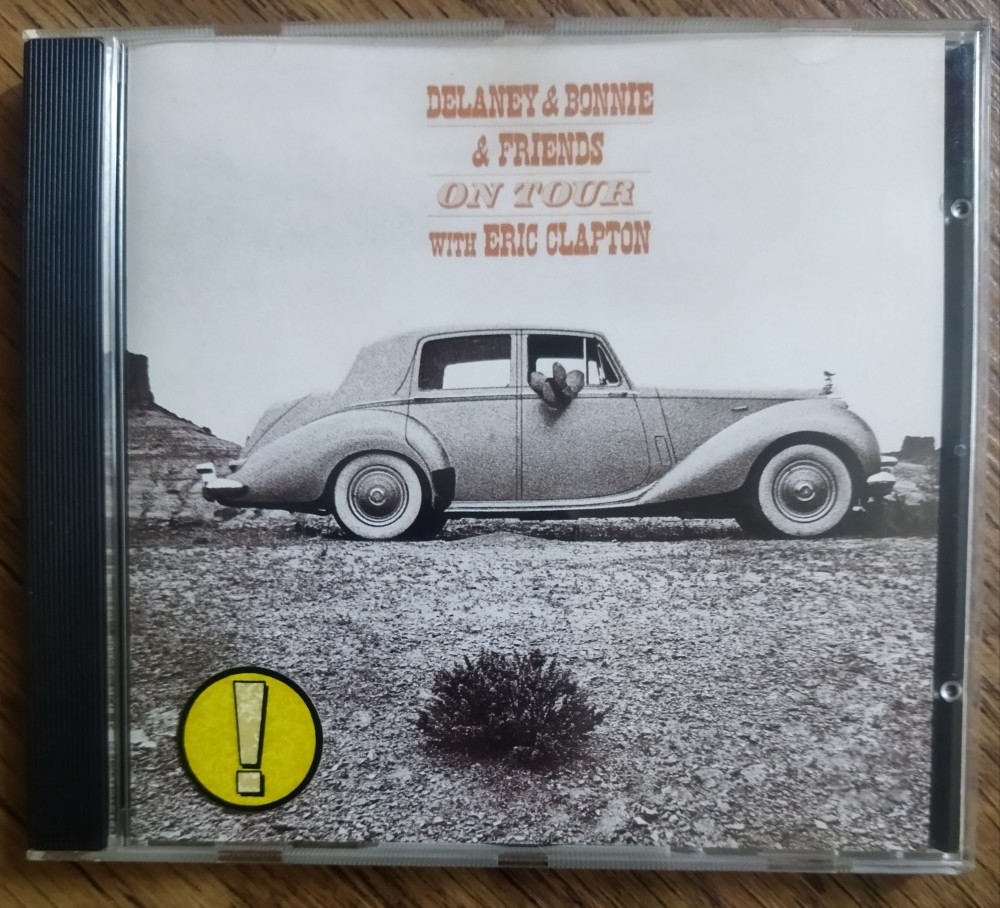 DELANEY & BONNIE
& FRIENDS
ON TOUR
WITH ERIC CLAPTON
!